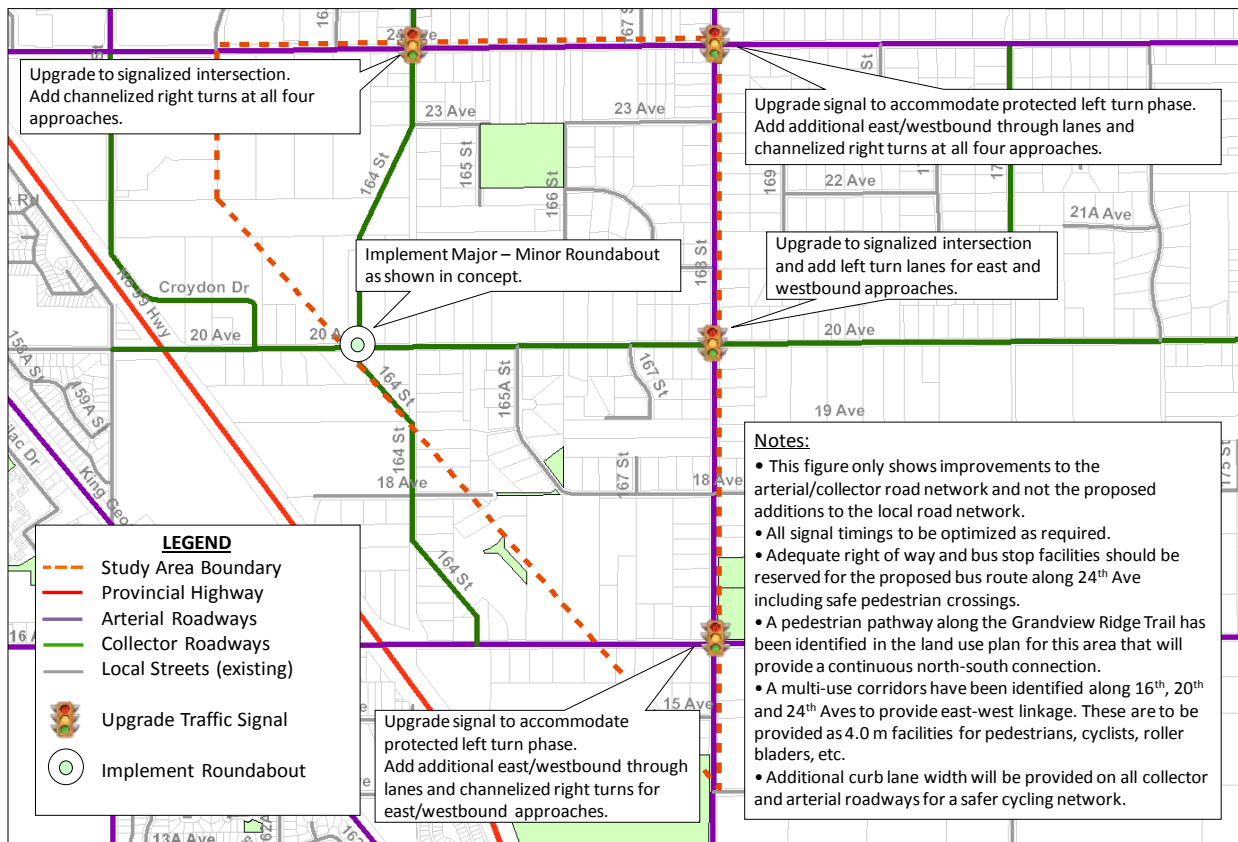 24 Ave
167 St
Upgrade to signalized intersection.
Add channelized right turns at all four
approaches.
Upgrade signal to accommodate protected left turn phase.
Add additional east/westbound through lanes and
channelized right turns at all four approaches.
23 Ave
23 Ave
164 St
165 St
166 St
169
22 Ave
21A Ave
168 St
Implement Major – Minor Roundabout
as shown in concept.
Upgrade to signalized intersection
and add left turn lanes for east and
westbound approaches.
Croydon Dr
No 99 Hwy
20 Ave
20 A
20 Ave
164 St
165A St
167 St
159A St
King Geo
19 Ave
164 St
18 Ave
167 St
18 Ave
175 St
164 St
15 Ave
13A Ave
Notes:
• This figure only shows improvements to the
arterial/collector road network and not the proposed
additions to the local road network.
• All signal timings to be optimized as required.
• Adequate right of way and bus stop facilities should be
reserved for the proposed bus route along 24th Ave
including safe pedestrian crossings.
• A pedestrian pathway along the Grandview Ridge Trail has
been identified in the land use plan for this area that will
provide a continuous north-south connection.
• A multi-use corridors have been identified along 16th, 20th
and 24th Aves to provide east-west linkage. These are to be
provided as 4.0 m facilities for pedestrians, cyclists, roller
bladers, etc.
• Additional curb lane width will be provided on all collector
and arterial roadways for a safer cycling network.
LEGEND
Study Area Boundary
Provincial Highway
Arterial Roadways
Collector Roadways
Local Streets (existing)
Upgrade Traffic Signal
Implement Roundabout
Upgrade signal to accommodate
protected left turn phase.
Add additional east/westbound through
lanes and channelized right turns for
east/westbound approaches.